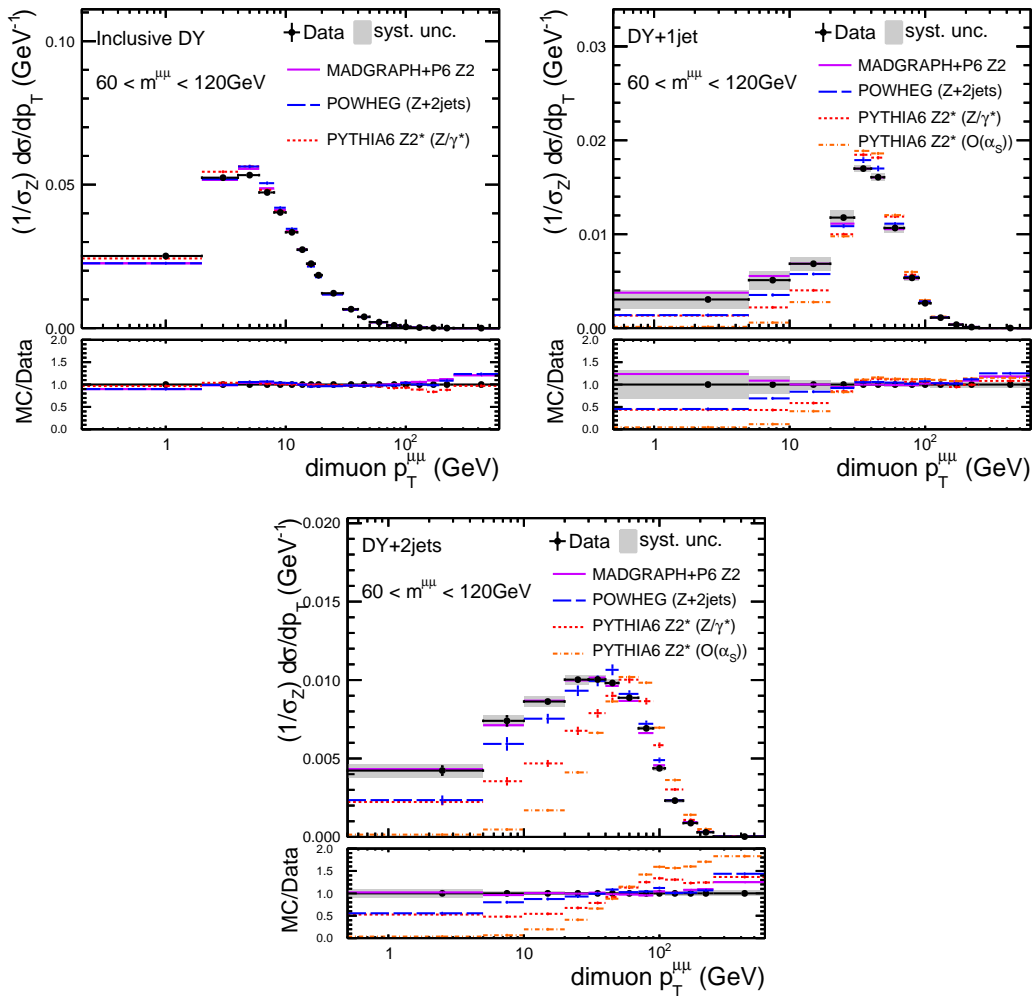 Inclusive DY
Data syst. unc.
60 < m^μμ < 120GeV
MADGRAPH+P6 Z2
POWHEG (Z+2jets)
PYTHIA6 Z2* (Z/γ*)
(1/σ_Z) dσ/dp_T (GeV⁻¹)
0.10
0.05
0.00
MC/Data
2.0
1.5
1.0
0.5
0.0
1 10 10²
dimuon p_T^μμ (GeV)
DY+1jet
Data syst. unc.
60 < m^μμ < 120GeV
MADGRAPH+P6 Z2
POWHEG (Z+2jets)
PYTHIA6 Z2* (Z/γ*)
PYTHIA6 Z2* (O(α_S))
(1/σ_Z) dσ/dp_T (GeV⁻¹)
0.03
0.02
0.01
0.00
MC/Data
2.0
1.5
1.0
0.5
0.0
1 10 10²
dimuon p_T^μμ (GeV)
DY+2jets
Data syst. unc.
60 < m^μμ < 120GeV
MADGRAPH+P6 Z2
POWHEG (Z+2jets)
PYTHIA6 Z2* (Z/γ*)
PYTHIA6 Z2* (O(α_S))
(1/σ_Z) dσ/dp_T (GeV⁻¹)
0.020
0.015
0.010
0.005
0.000
MC/Data
2.0
1.5
1.0
0.5
0.0
1 10 10²
dimuon p_T^μμ (GeV)